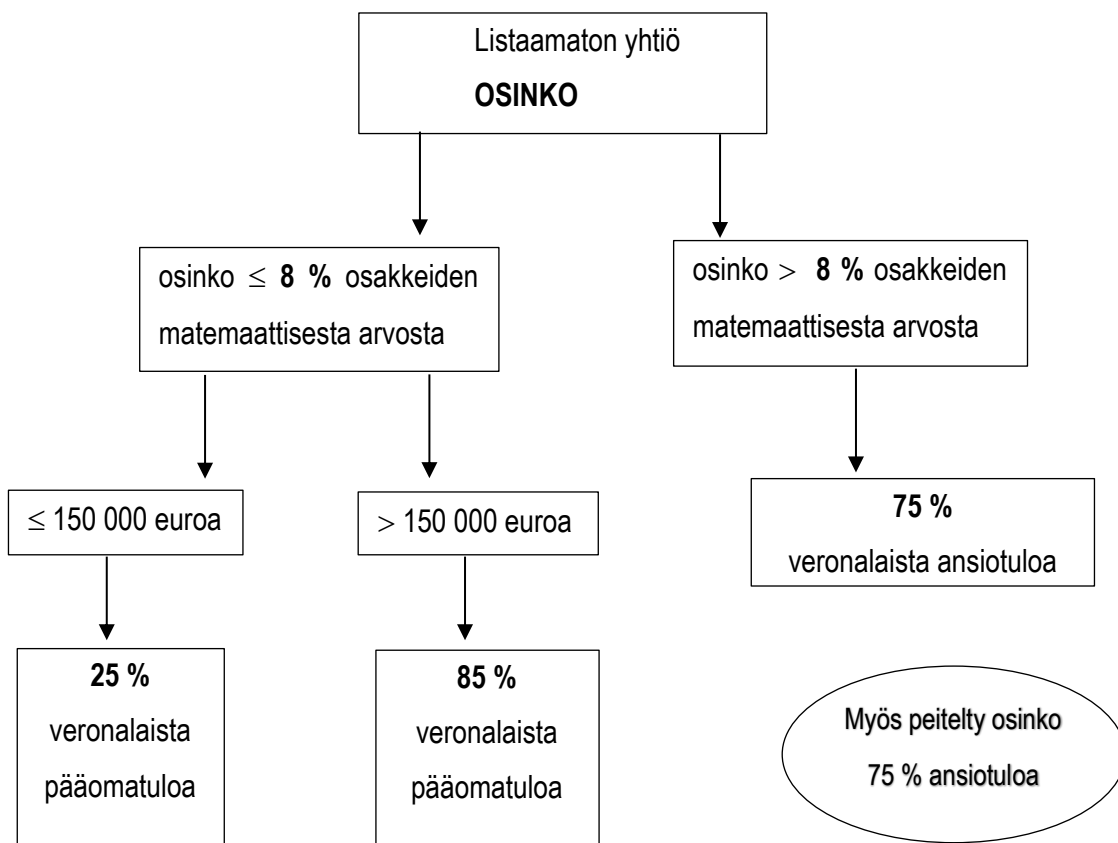 Listaamaton yhtiö
OSINKO
osinko ≤ 8 % osakkeiden
matemaattisesta arvosta
osinko > 8 % osakkeiden
matemaattisesta arvosta
≤ 150 000 euroa
> 150 000 euroa
75 %
veronalaista ansiotuloa
25 %
veronalaista
pääomatuloa
85 %
veronalaista
pääomatuloa
Myös peitelty osinko
75 % ansiotuloa